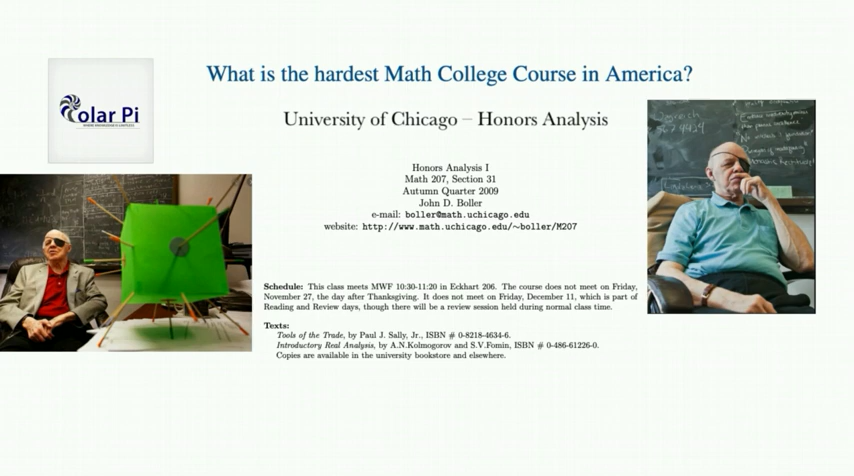 What is the hardest Math College Course in America?
olar Pi
University of Chicago – Honors Analysis
Honors Analysis I
Math 207, Section 31
Autumn Quarter 2009
John D. Boller
e-mail: boller@math.uchicago.edu
website: http://www.math.uchicago.edu/~boller/M207
Schedule: This class meets MWF 10:30-11:20 in Eckhart 206. The course does not meet on Friday,
November 27, the day after Thanksgiving. It does not meet on Friday, December 11, which is part of
Reading and Review days, though there will be a review session held during normal class time.
Texts:
Tools of the Trade, by Paul J. Sally, Jr., ISBN # 0-8218-4634-6.
Introductory Real Analysis, by A.N.Kolmogorov and S.V.Fomin, ISBN # 0-486-61226-0.
Copies are available in the university bookstore and elsewhere.